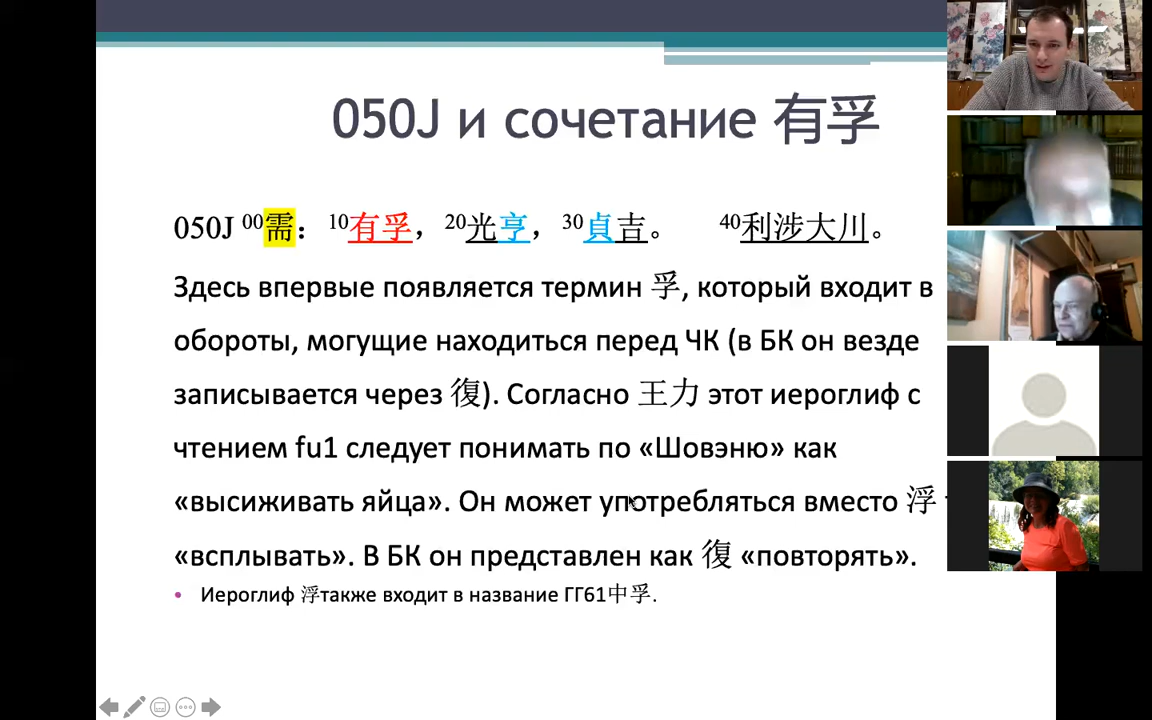 050J и сочетание 有孚
050J 00需： 10有孚，20光亨，30貞吉。 40利涉大川。
Здесь впервые появляется термин 孚, который входит в
обороты, могущие находиться перед ЧК (в БК он везде
записывается через 復). Согласно 王力 этот иероглиф с
чтением fu1 следует понимать по «Шовэню» как
«высиживать яйца». Он может употребляться вместо 浮
«всплывать». В БК он представлен как 復 «повторять».
• Иероглиф 浮также входит в название ГГ61中孚.